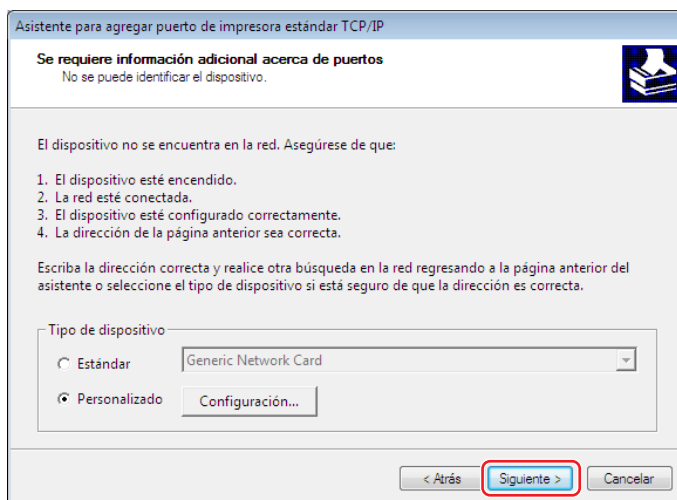 Asistente para agregar puerto de impresora estándar TCP/IP
Se requiere información adicional acerca de puertos
No se puede identificar el dispositivo.
El dispositivo no se encuentra en la red. Asegúrese de que:
1. El dispositivo esté encendido.
2. La red esté conectada.
3. El dispositivo esté configurado correctamente.
4. La dirección de la página anterior sea correcta.
Escriba la dirección correcta y realice otra búsqueda en la red regresando a la página anterior del
asistente o seleccione el tipo de dispositivo si está seguro de que la dirección es correcta.
Tipo de dispositivo
Estándar Generic Network Card
Personalizado Configuración...
< Atrás Siguiente > Cancelar